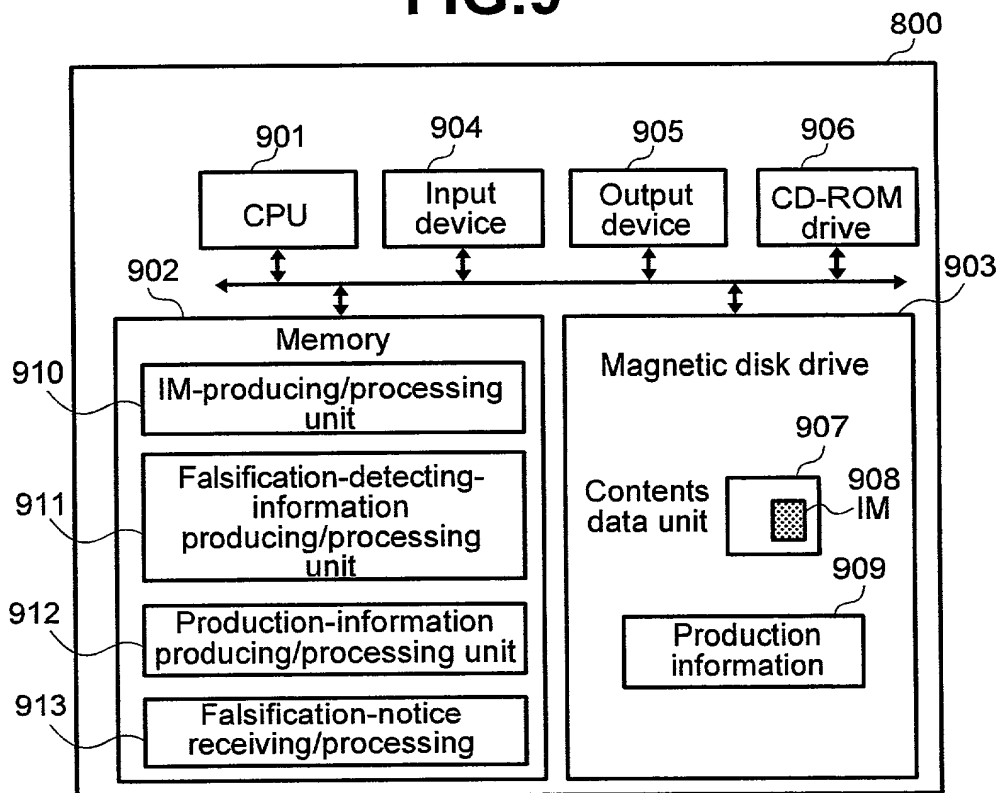 FIG.9
800
901
904
905
906
CPU
Input
device
Output
device
CD-ROM
drive
902
903
Memory
910
IM-producing/processing
unit
911
Falsification-detecting-
information
producing/processing
unit
912
Production-information
producing/processing unit
913
Falsification-notice
receiving/processing
Magnetic disk drive
907
Contents
data unit
908
IM
909
Production
information